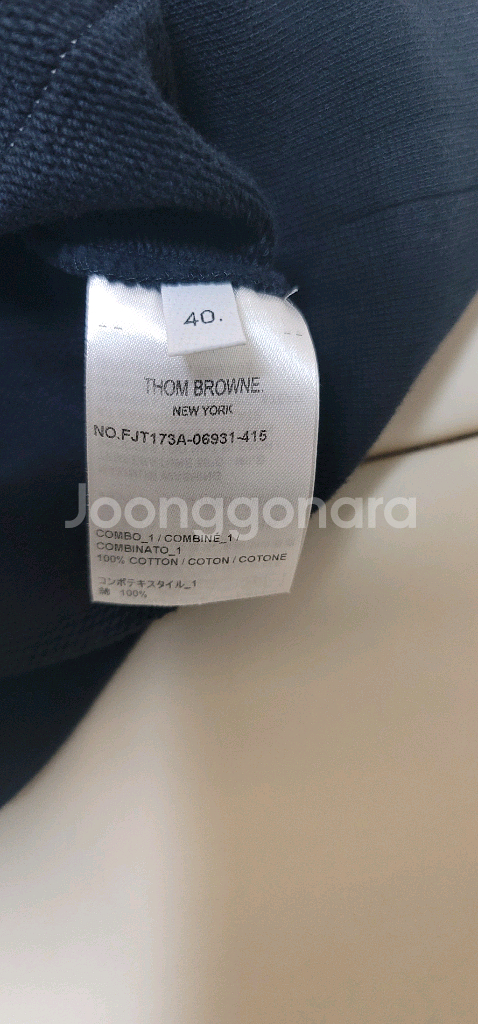 40.
THOM BROWNE.
NEW YORK
NO.FJT173A-06931-415
Joonggonara
COMBO_1 / COMBINE_1 /
COMBINATO_1
100% COTTON / COTON / COTONE
コンボテキスタイル_1
綿 100%